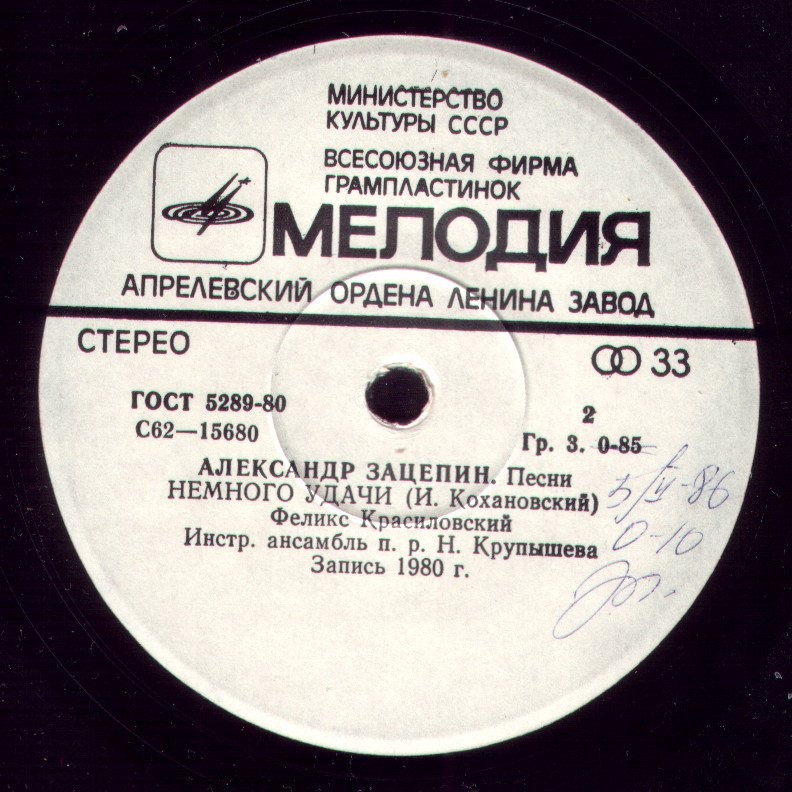 МИНИСТЕРСТВО
КУЛЬТУРЫ СССР
ВСЕСОЮЗНАЯ ФИРМА
ГРАМПЛАСТИНОК
МЕЛОДИЯ
АПРЕЛЕВСКИЙ ОРДЕНА ЛЕНИНА ЗАВОД
СТЕРЕО
33
ГОСТ 5289-80
2
С62—15680
Гр. 3. 0-85
АЛЕКСАНДР ЗАЦЕПИН. Песни
НЕМНОГО УДАЧИ (И. Кохановский)
Феликс Красиловский
Инстр. ансамбль п. р. Н. Крупышева
0-10
Запись 1980 г.